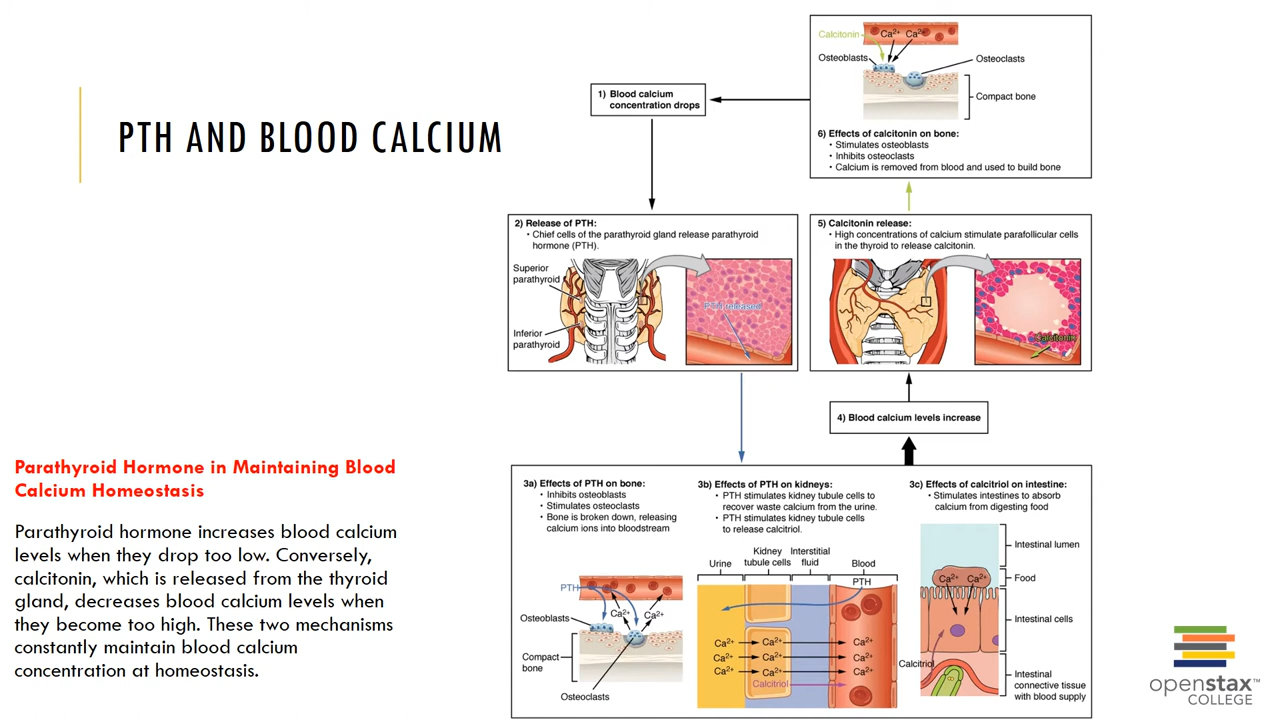 PTH AND BLOOD CALCIUM
Parathyroid Hormone in Maintaining Blood
Calcium Homeostasis
Parathyroid hormone increases blood calcium
levels when they drop too low. Conversely,
calcitonin, which is released from the thyroid
gland, decreases blood calcium levels when
they become too high. These two mechanisms
constantly maintain blood calcium
concentration at homeostasis.
1) Blood calcium
concentration drops
2) Release of PTH:
• Chief cells of the parathyroid gland release parathyroid
hormone (PTH).
Superior
parathyroid
Inferior
parathyroid
PTH released
3a) Effects of PTH on bone:
• Inhibits osteoblasts
• Stimulates osteoclasts
• Bone is broken down, releasing
calcium ions into bloodstream
PTH
Ca2+ Ca2+
Osteoblasts
Compact
bone
Osteoclasts
3b) Effects of PTH on kidneys:
• PTH stimulates kidney tubule cells to
recover waste calcium from the urine.
• PTH stimulates kidney tubule cells
to release calcitriol.
Urine
Kidney
tubule cells
Interstitial
fluid
Blood
PTH
Ca2+ Ca2+ Ca2+
Ca2+ Ca2+ Ca2+
Ca2+ Ca2+ Ca2+
Calcitriol
3c) Effects of calcitriol on intestine:
• Stimulates intestines to absorb
calcium from digesting food
Intestinal lumen
Food
Ca2+ Ca2+
Intestinal cells
Calcitriol
Intestinal
connective tissue
with blood supply
4) Blood calcium levels increase
5) Calcitonin release:
• High concentrations of calcium stimulate parafollicular cells
in the thyroid to release calcitonin.
Calcitonin
6) Effects of calcitonin on bone:
• Stimulates osteoblasts
• Inhibits osteoclasts
• Calcium is removed from blood and used to build bone
Calcitonin
Ca2+ Ca2+
Osteoblasts
Osteoclasts
Compact bone
openstax™
COLLEGE